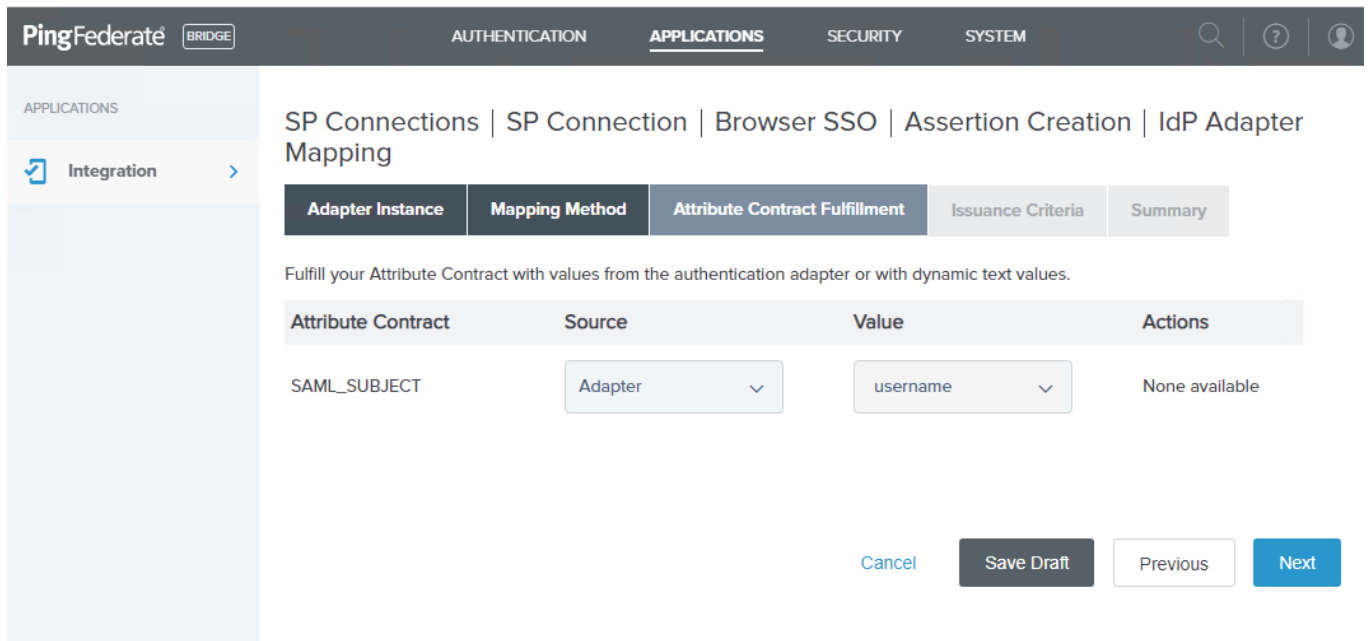 PingFederate BRIDGE AUTHENTICATION APPLICATIONS SECURITY SYSTEM ?
APPLICATIONS
Integration
SP Connections | SP Connection | Browser SSO | Assertion Creation | IdP Adapter
Mapping
Adapter Instance Mapping Method Attribute Contract Fulfillment Issuance Criteria Summary
Fulfill your Attribute Contract with values from the authentication adapter or with dynamic text values.
Attribute Contract Source Value Actions
SAML_SUBJECT Adapter username None available
Cancel Save Draft Previous Next